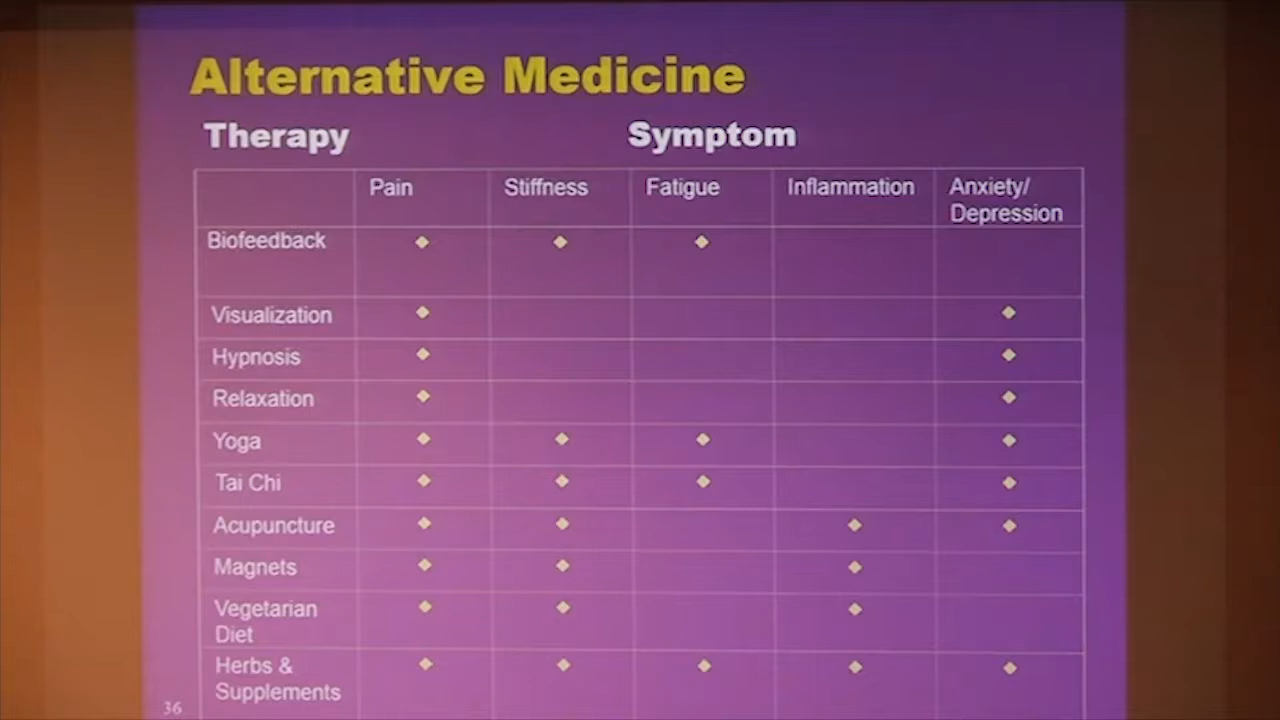 Alternative Medicine
Therapy Symptom
Pain Stiffness Fatigue Inflammation Anxiety/
Depression
Biofeedback
Visualization
Hypnosis
Relaxation
Yoga
Tai Chi
Acupuncture
Magnets
Vegetarian
Diet
Herbs &
Supplements
36